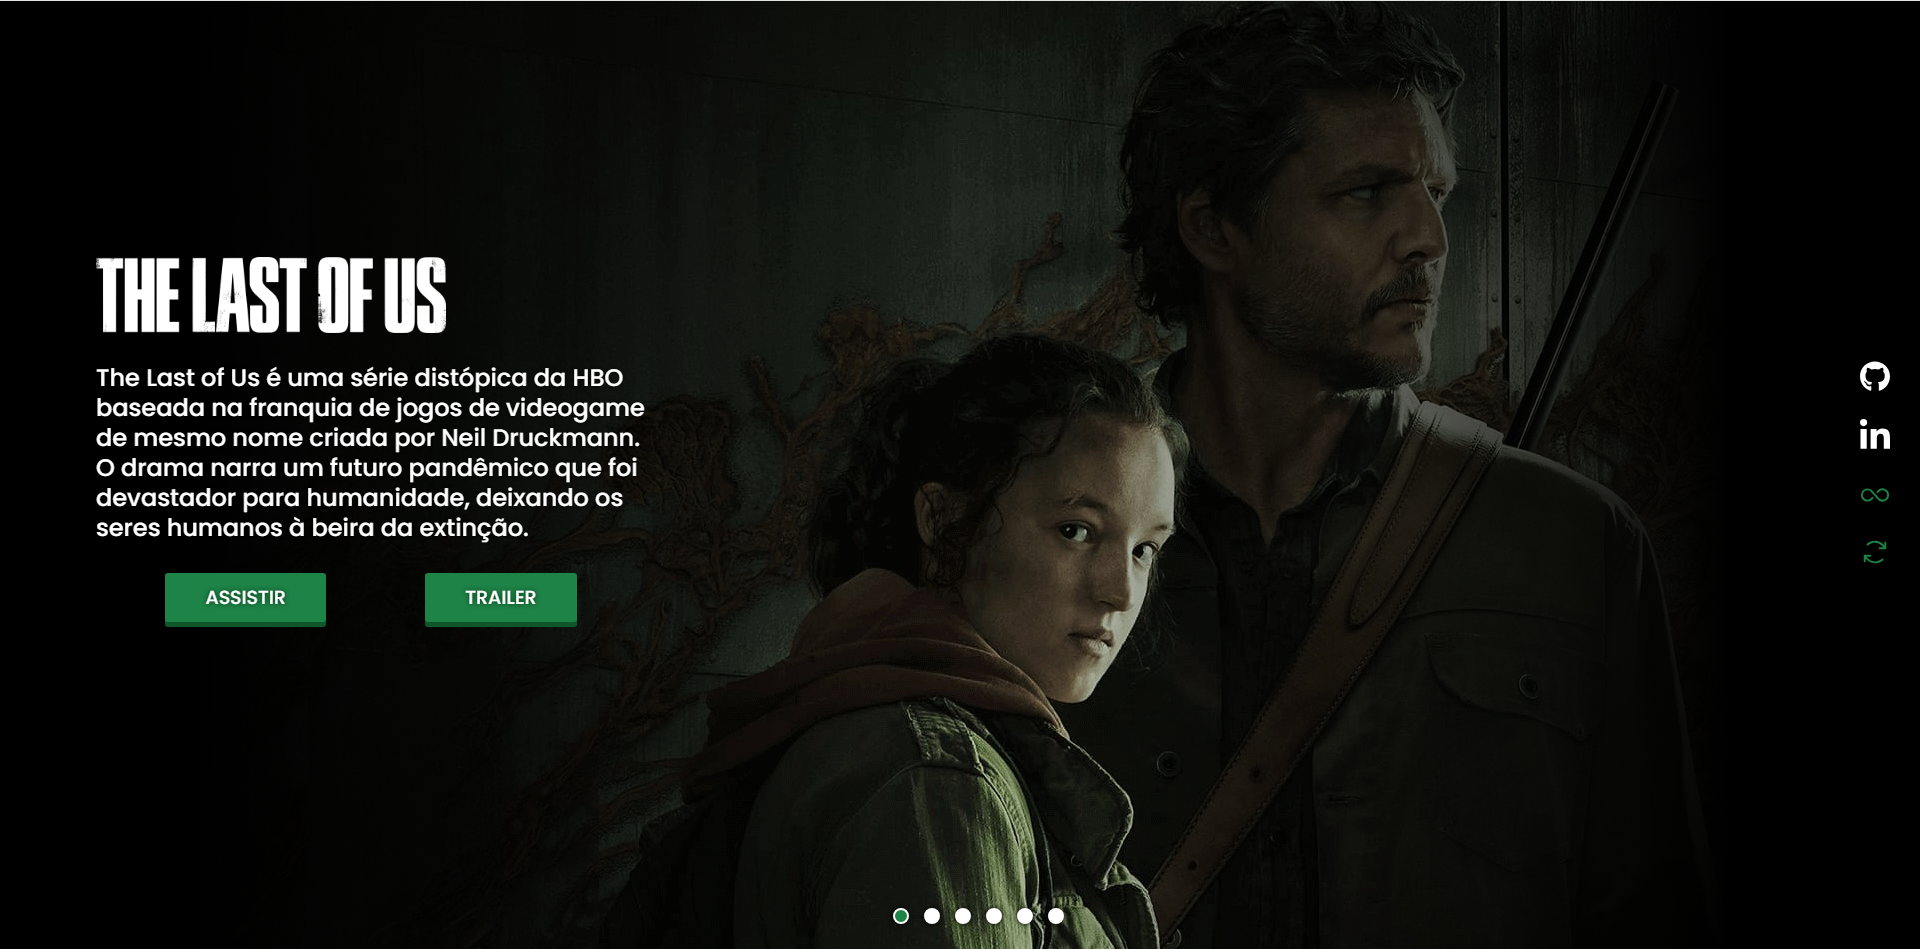 THE LAST OF US
The Last of Us é uma série distópica da HBO
baseada na franquia de jogos de videogame
de mesmo nome criada por Neil Druckmann.
O drama narra um futuro pandêmico que foi
devastador para humanidade, deixando os
seres humanos à beira da extinção.
ASSISTIR
TRAILER
in